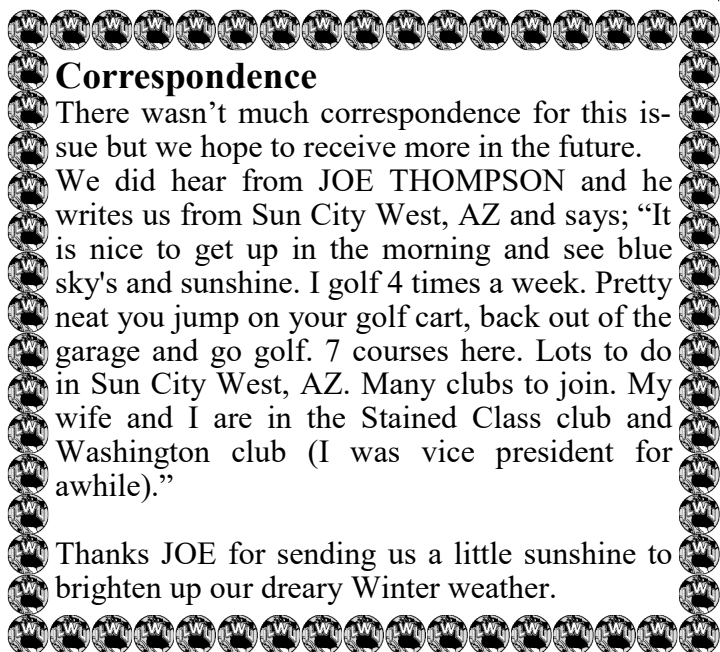 Correspondence
There wasn’t much correspondence for this is-
sue but we hope to receive more in the future.
We did hear from JOE THOMPSON and he
writes us from Sun City West, AZ and says; “It
is nice to get up in the morning and see blue
sky's and sunshine. I golf 4 times a week. Pretty
neat you jump on your golf cart, back out of the
garage and go golf. 7 courses here. Lots to do
in Sun City West, AZ. Many clubs to join. My
wife and I are in the Stained Class club and
Washington club (I was vice president for
awhile).”
Thanks JOE for sending us a little sunshine to
brighten up our dreary Winter weather.